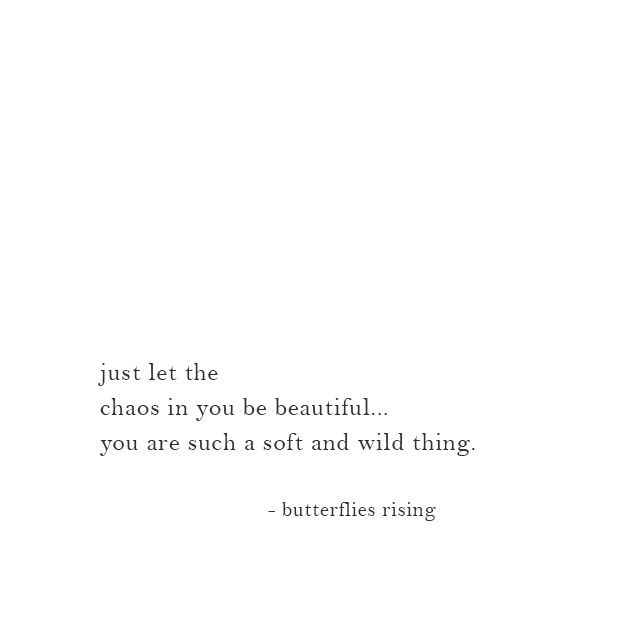 just let the
chaos in you be beautiful...
you are such a soft and wild thing.
- butterflies rising